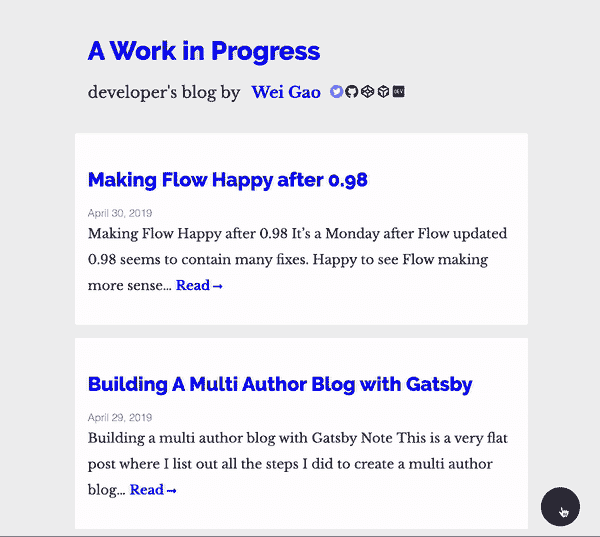 A Work in Progress
developer's blog by Wei Gao DEV
Making Flow Happy after 0.98
April 30, 2019
Making Flow Happy after 0.98 It’s a Monday after Flow updated
0.98 seems to contain many fixes. Happy to see Flow making
more sense… Read→
Building A Multi Author Blog with Gatsby
April 29, 2019
Building a multi author blog with Gatsby Note This is a very flat
post where I list out all the steps I did to create a multi author
blog… Read→